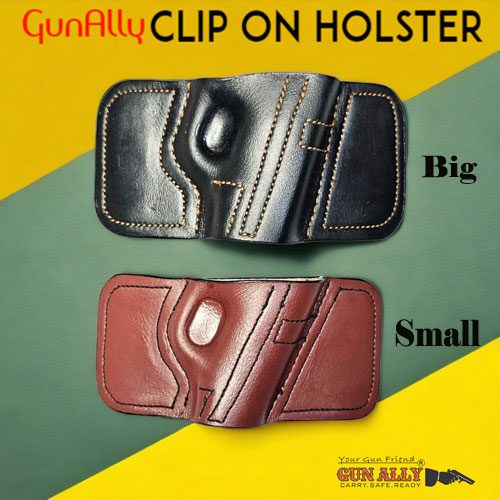 GunAlly CLIP ON HOLSTER
Big
Small
Your Gun Friend
GUN ALLY®
CARRY.SAFE.READY